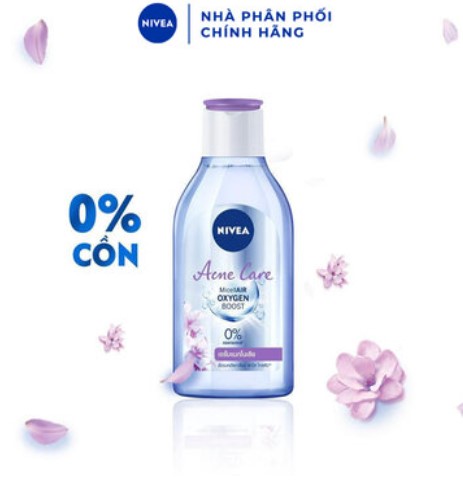 NIVEA
NHÀ PHÂN PHỐI
CHÍNH HÃNG
0%
CỒN
NIVEA
Acne Care
MicellAIR
OXYGEN
BOOST
0%